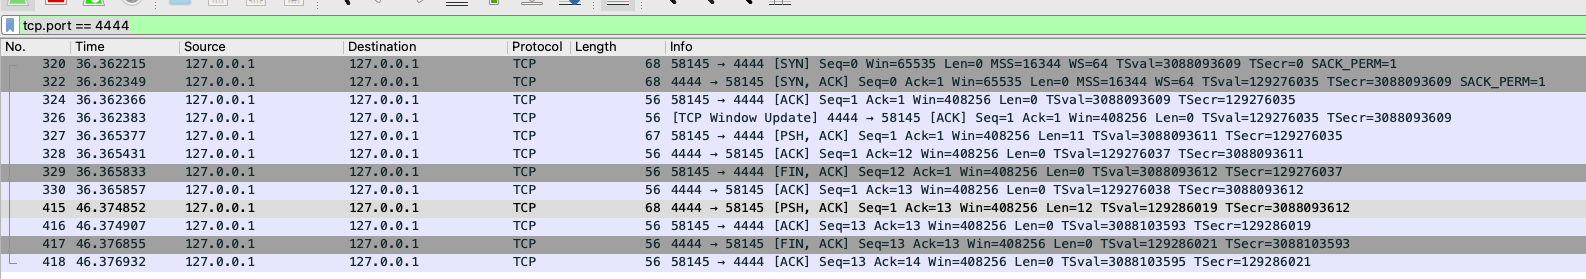 tcp.port == 4444
No. Time Source Destination Protocol Length Info
320 36.362215 127.0.0.1 127.0.0.1 TCP 68 58145 → 4444 [SYN] Seq=0 Win=65535 Len=0 MSS=16344 WS=64 TSval=3088093609 TSecr=0 SACK_PERM=1
322 36.362349 127.0.0.1 127.0.0.1 TCP 68 4444 → 58145 [SYN, ACK] Seq=0 Ack=1 Win=65535 Len=0 MSS=16344 WS=64 TSval=129276035 TSecr=3088093609 SACK_PERM=1
324 36.362366 127.0.0.1 127.0.0.1 TCP 56 58145 → 4444 [ACK] Seq=1 Ack=1 Win=408256 Len=0 TSval=3088093609 TSecr=129276035
326 36.362383 127.0.0.1 127.0.0.1 TCP 56 [TCP Window Update] 4444 → 58145 [ACK] Seq=1 Ack=1 Win=408256 Len=0 TSval=129276035 TSecr=3088093609
327 36.365377 127.0.0.1 127.0.0.1 TCP 67 58145 → 4444 [PSH, ACK] Seq=1 Ack=1 Win=408256 Len=11 TSval=3088093611 TSecr=129276035
328 36.365431 127.0.0.1 127.0.0.1 TCP 56 4444 → 58145 [ACK] Seq=1 Ack=12 Win=408256 Len=0 TSval=129276037 TSecr=3088093611
329 36.365833 127.0.0.1 127.0.0.1 TCP 56 58145 → 4444 [FIN, ACK] Seq=12 Ack=1 Win=408256 Len=0 TSval=3088093612 TSecr=129276037
330 36.365857 127.0.0.1 127.0.0.1 TCP 56 4444 → 58145 [ACK] Seq=1 Ack=13 Win=408256 Len=0 TSval=129276038 TSecr=3088093612
415 46.374852 127.0.0.1 127.0.0.1 TCP 68 4444 → 58145 [PSH, ACK] Seq=1 Ack=13 Win=408256 Len=12 TSval=129286019 TSecr=3088093612
416 46.374907 127.0.0.1 127.0.0.1 TCP 56 58145 → 4444 [ACK] Seq=13 Ack=13 Win=408256 Len=0 TSval=3088103593 TSecr=129286019
417 46.376855 127.0.0.1 127.0.0.1 TCP 56 4444 → 58145 [FIN, ACK] Seq=13 Ack=13 Win=408256 Len=0 TSval=129286021 TSecr=3088103593
418 46.376932 127.0.0.1 127.0.0.1 TCP 56 58145 → 4444 [ACK] Seq=13 Ack=14 Win=408256 Len=0 TSval=3088103595 TSecr=129286021